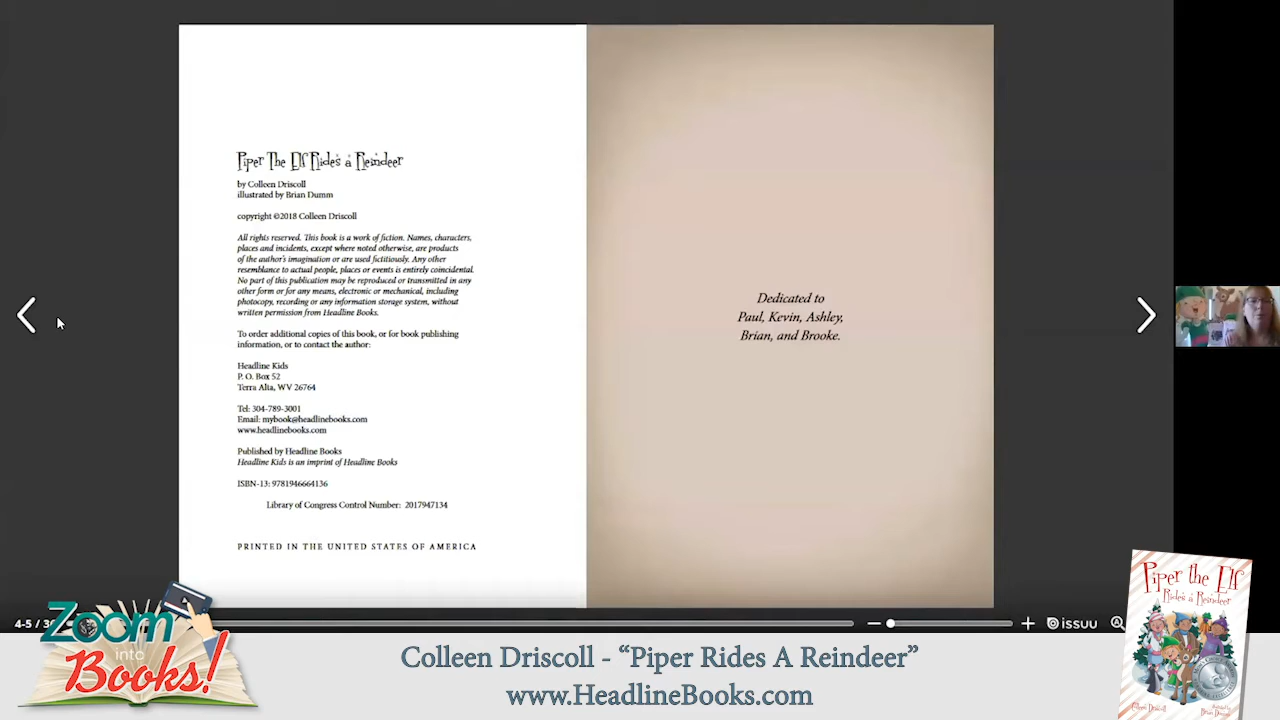 Piper The Elf Rides a Reindeer
by Colleen Driscoll
illustrated by Brian Dumm
copyright ©2018 Colleen Driscoll
All rights reserved. This book is a work of fiction. Names, characters,
places and incidents, except where noted otherwise, are products
of the author's imagination or are used fictitiously. Any other
resemblance to actual people, places or events is entirely coincidental.
No part of this publication may be reproduced or transmitted in any
other form or for any means, electronic or mechanical, including
photocopy, recording or any information storage system, without
written permission from Headline Books.
To order additional copies of this book, or for book publishing
information, or to contact the author:
Headline Kids
P. O. Box 52
Terra Alta, WV 26764
Tel: 304-789-3001
Email: mybook@headlinebooks.com
www.headlinebooks.com
Published by Headline Books
Headline Kids is an imprint of Headline Books
ISBN-13: 9781946664136
Library of Congress Control Number: 2017947134
PRINTED IN THE UNITED STATES OF AMERICA
Dedicated to
Paul, Kevin, Ashley,
Brian, and Brooke.
4-5 /
issuu
Zoom
into
Books!
Colleen Driscoll - “Piper Rides A Reindeer”
www.HeadlineBooks.com
Piper the Elf
Rides a Reindeer
Colleen Driscoll